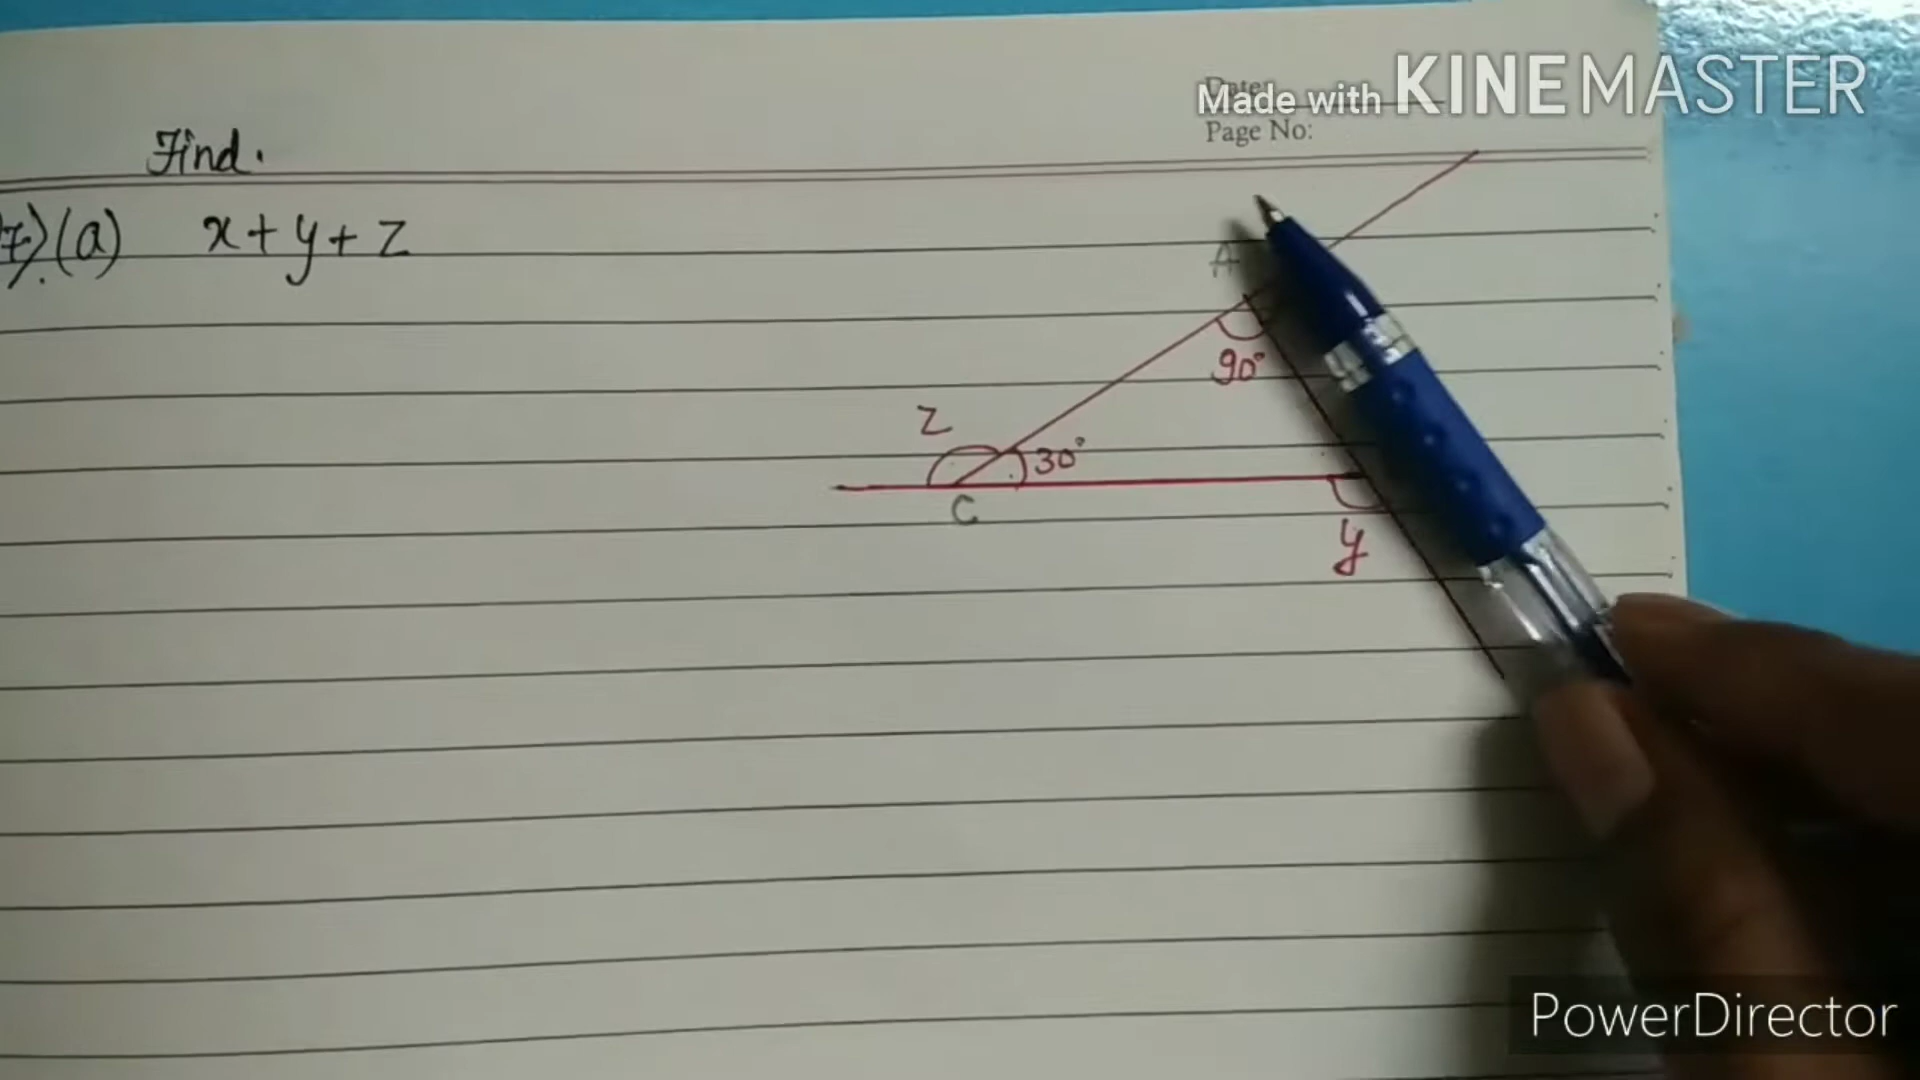 Made with KINEMASTER
Date:
Page No:
Find.
7) (a) x + y + z
A
90°
z
30°
C
y
PowerDirector